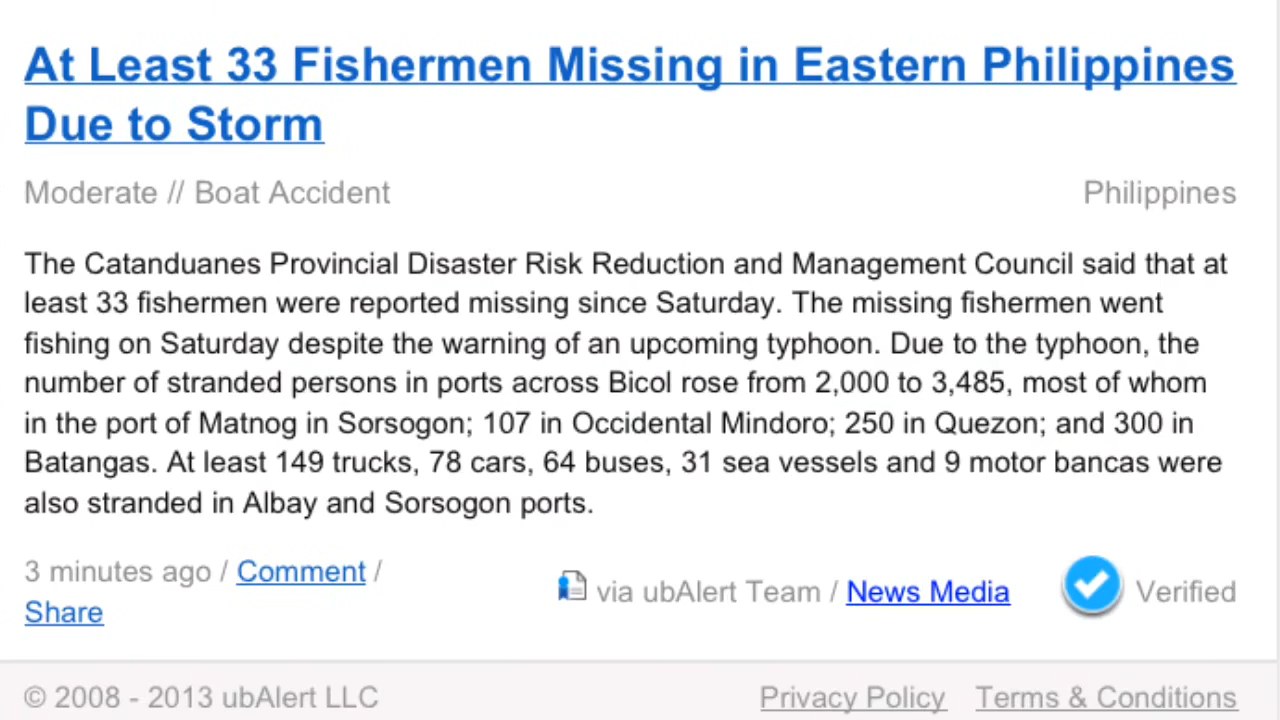 At Least 33 Fishermen Missing in Eastern Philippines
Due to Storm
Moderate // Boat Accident
Philippines
The Catanduanes Provincial Disaster Risk Reduction and Management Council said that at
least 33 fishermen were reported missing since Saturday. The missing fishermen went
fishing on Saturday despite the warning of an upcoming typhoon. Due to the typhoon, the
number of stranded persons in ports across Bicol rose from 2,000 to 3,485, most of whom
in the port of Matnog in Sorsogon; 107 in Occidental Mindoro; 250 in Quezon; and 300 in
Batangas. At least 149 trucks, 78 cars, 64 buses, 31 sea vessels and 9 motor bancas were
also stranded in Albay and Sorsogon ports.
3 minutes ago / Comment /
Share
via ubAlert Team / News Media
Verified
© 2008 - 2013 ubAlert LLC
Privacy Policy Terms & Conditions